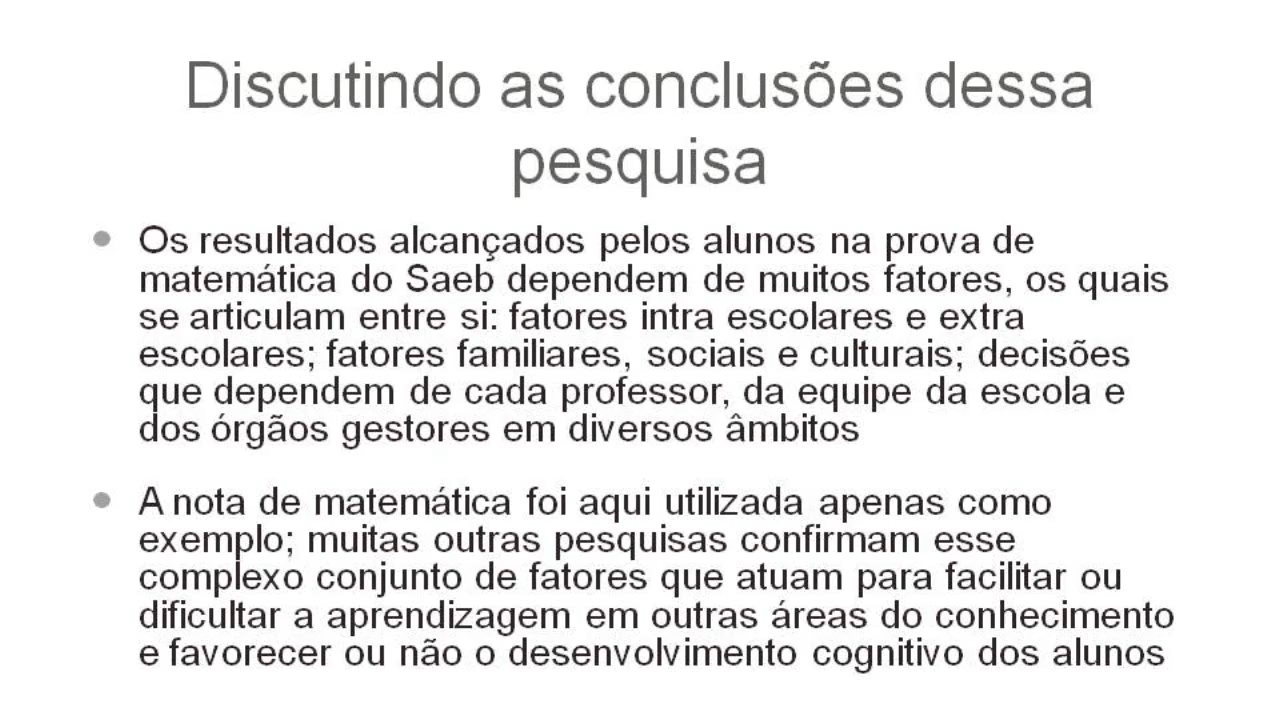 Discutindo as conclusões dessa
pesquisa
• Os resultados alcançados pelos alunos na prova de
matemática do Saeb dependem de muitos fatores, os quais
se articulam entre si: fatores intra escolares e extra
escolares; fatores familiares, sociais e culturais; decisões
que dependem de cada professor, da equipe da escola e
dos órgãos gestores em diversos âmbitos
• A nota de matemática foi aqui utilizada apenas como
exemplo; muitas outras pesquisas confirmam esse
complexo conjunto de fatores que atuam para facilitar ou
dificultar a aprendizagem em outras áreas do conhecimento
e favorecer ou não o desenvolvimento cognitivo dos alunos